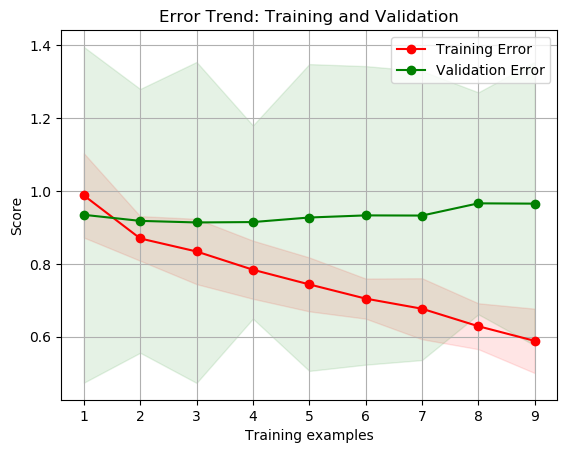 Error Trend: Training and Validation
Training Error
Validation Error
1.4
1.2
1.0
0.8
0.6
Score
1 2 3 4 5 6 7 8 9
Training examples